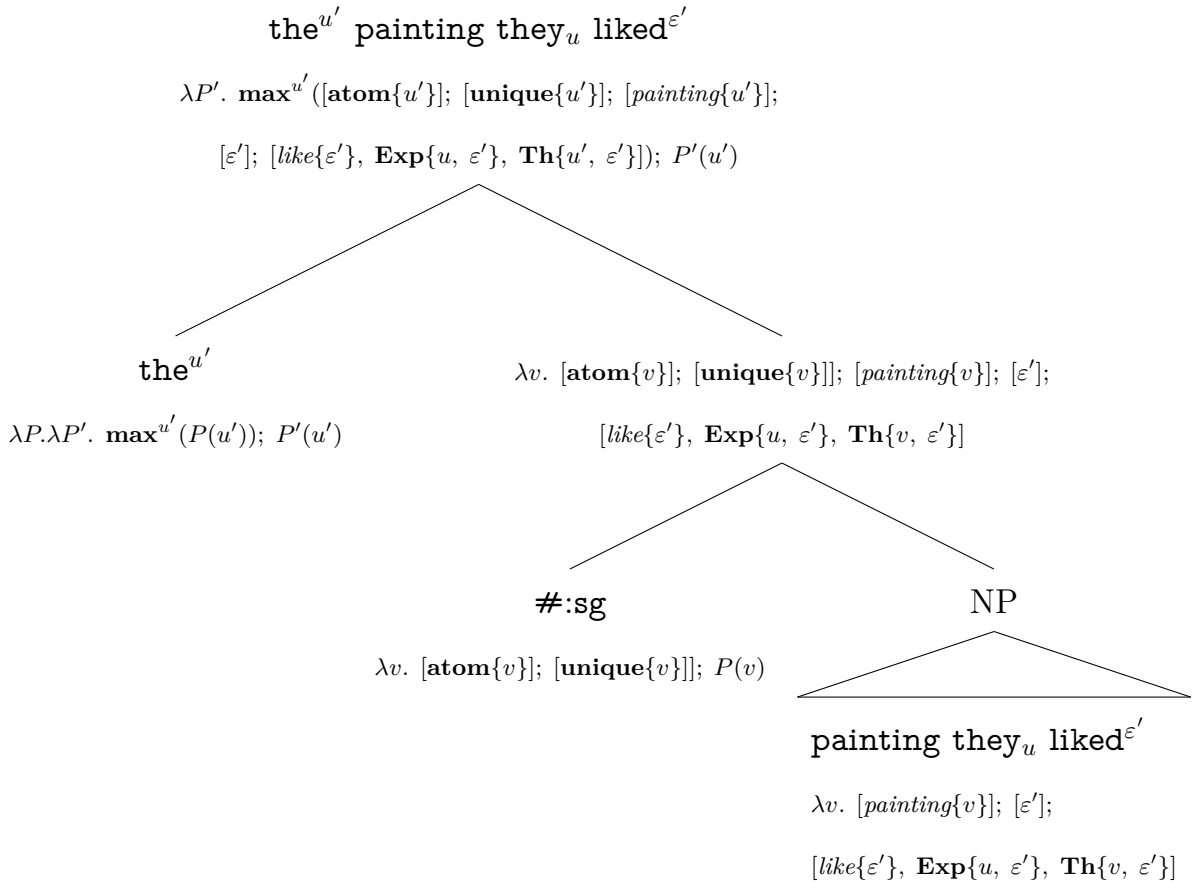 the^{u′} painting they_u liked^{ε′}
λP′. max^{u′}([atom{u′}]; [unique{u′}]; [painting{u′}];
[ε′]; [like{ε′}, Exp{u, ε′}, Th{u′, ε′}]); P′(u′)
the^{u′}
λP.λP′. max^{u′}(P(u′)); P′(u′)
λv. [atom{v}]; [unique{v}]]; [painting{v}]; [ε′];
[like{ε′}, Exp{u, ε′}, Th{v, ε′}]
#:sg
λv. [atom{v}]; [unique{v}]]; P(v)
NP
painting they_u liked^{ε′}
λv. [painting{v}]; [ε′];
[like{ε′}, Exp{u, ε′}, Th{v, ε′}]